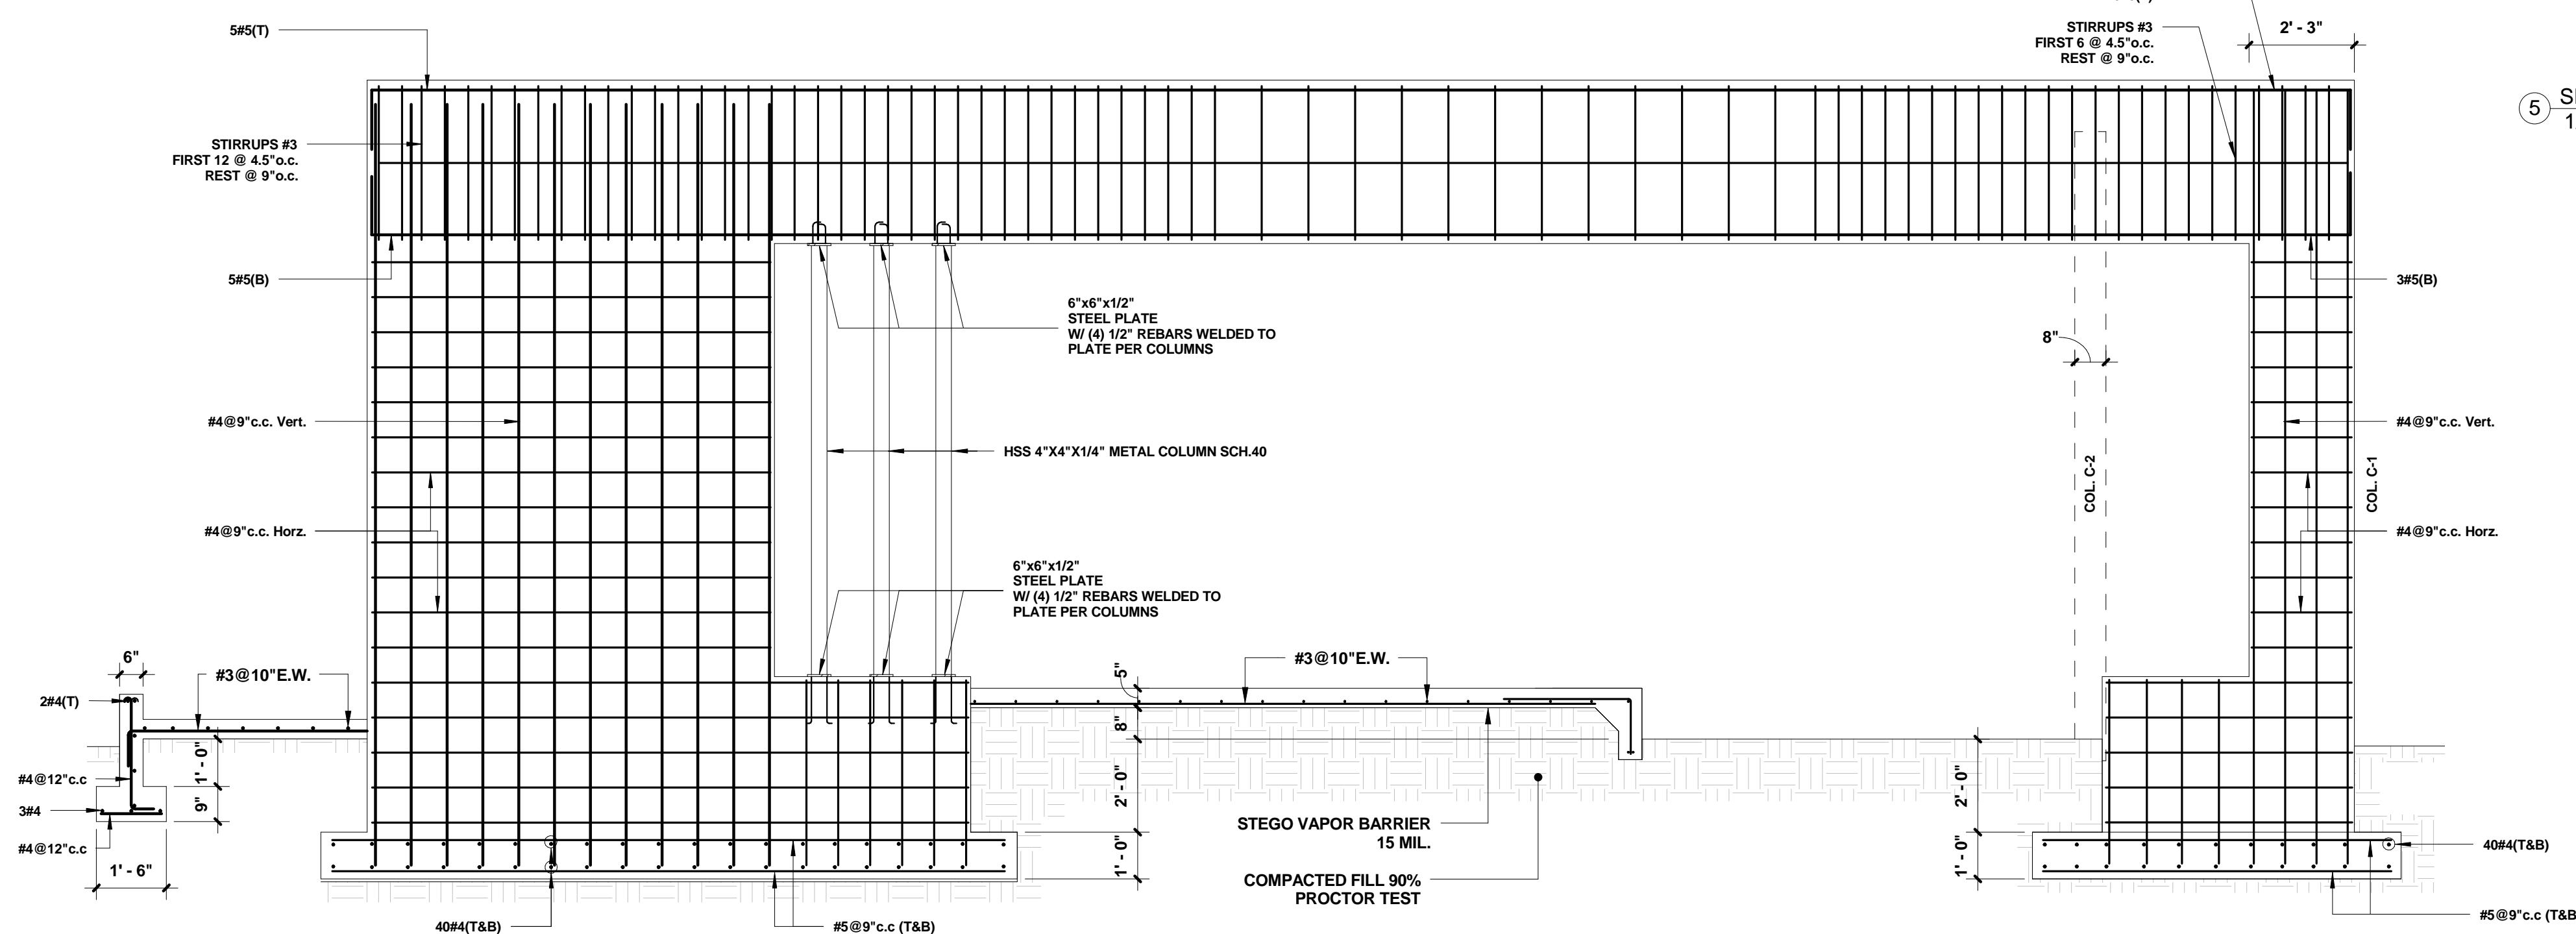 5#5(T)
STIRRUPS #3
FIRST 12 @ 4.5"o.c.
REST @ 9"o.c.
5#5(B)
#4@9"c.c. Vert.
#4@9"c.c. Horz.
6"
#3@10"E.W.
2#4(T)
1' - 0"
#4@12"c.c
9"
3#4
#4@12"c.c
1' - 6"
40#4(T&B)
#5@9"c.c (T&B)
6"x6"x1/2"
STEEL PLATE
W/ (4) 1/2" REBARS WELDED TO
PLATE PER COLUMNS
HSS 4"X4"X1/4" METAL COLUMN SCH.40
6"x6"x1/2"
STEEL PLATE
W/ (4) 1/2" REBARS WELDED TO
PLATE PER COLUMNS
5"
#3@10"E.W.
8"
2' - 0"
1' - 0"
STEGO VAPOR BARRIER
15 MIL.
COMPACTED FILL 90%
PROCTOR TEST
STIRRUPS #3
FIRST 6 @ 4.5"o.c.
REST @ 9"o.c.
2' - 3"
5
3#5(B)
8"
COL. C-2
COL. C-1
#4@9"c.c. Vert.
#4@9"c.c. Horz.
2' - 0"
1' - 0"
40#4(T&B)
#5@9"c.c (T&B